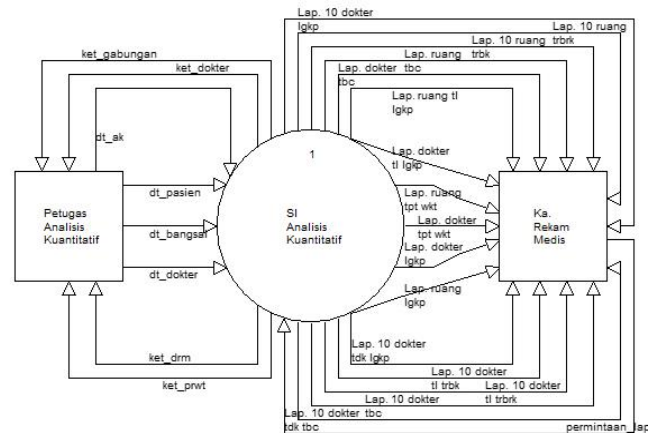 Lap. 10 dokter
lgkp
Lap. 10 ruang
Lap. 10 ruang trbrk
ket_gabungan
Lap. ruang trbk
ket_dokter
Lap. dokter tbc
tbc
Lap. ruang tl
lgkp
dt_ak
1
Lap. dokter
tl lgkp
dt_pasien
Lap. ruang
tpt wkt
Petugas
Analisis
Kuantitatif
SI
Analisis
Kuantitatif
Ka.
Rekam
Medis
Lap. dokter
tpt wkt
dt_bangsal
Lap. dokter
lgkp
dt_dokter
Lap. ruang
lgkp
Lap. 10 dokter
tdk lgkp
ket_drm
Lap. 10 dokter
tl trbk
ket_prwt
Lap. 10 dokter
tl trbrk
Lap. 10 dokter tbc
tdk tbc
permintaan_lap